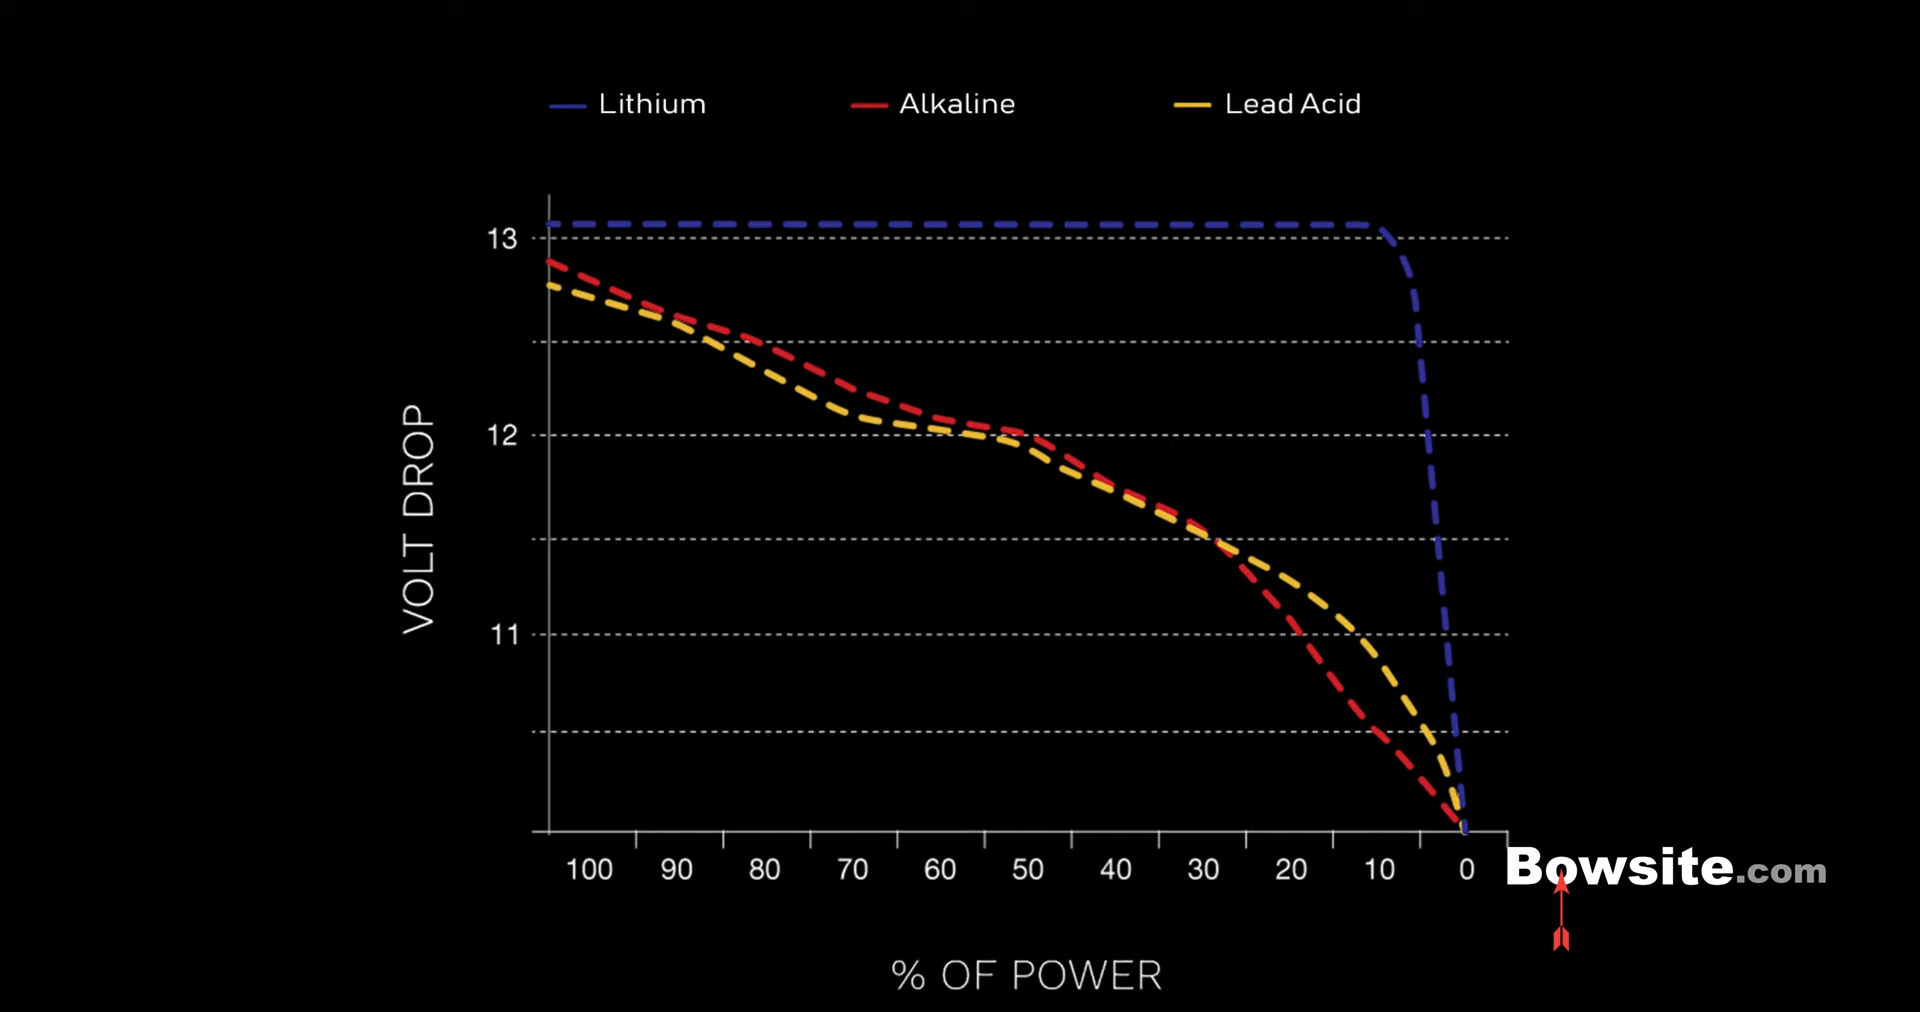 Lithium Alkaline Lead Acid
13
12
11
VOLT DROP
100 90 80 70 60 50 40 30 20 10 0
Bowsite.com
% OF POWER